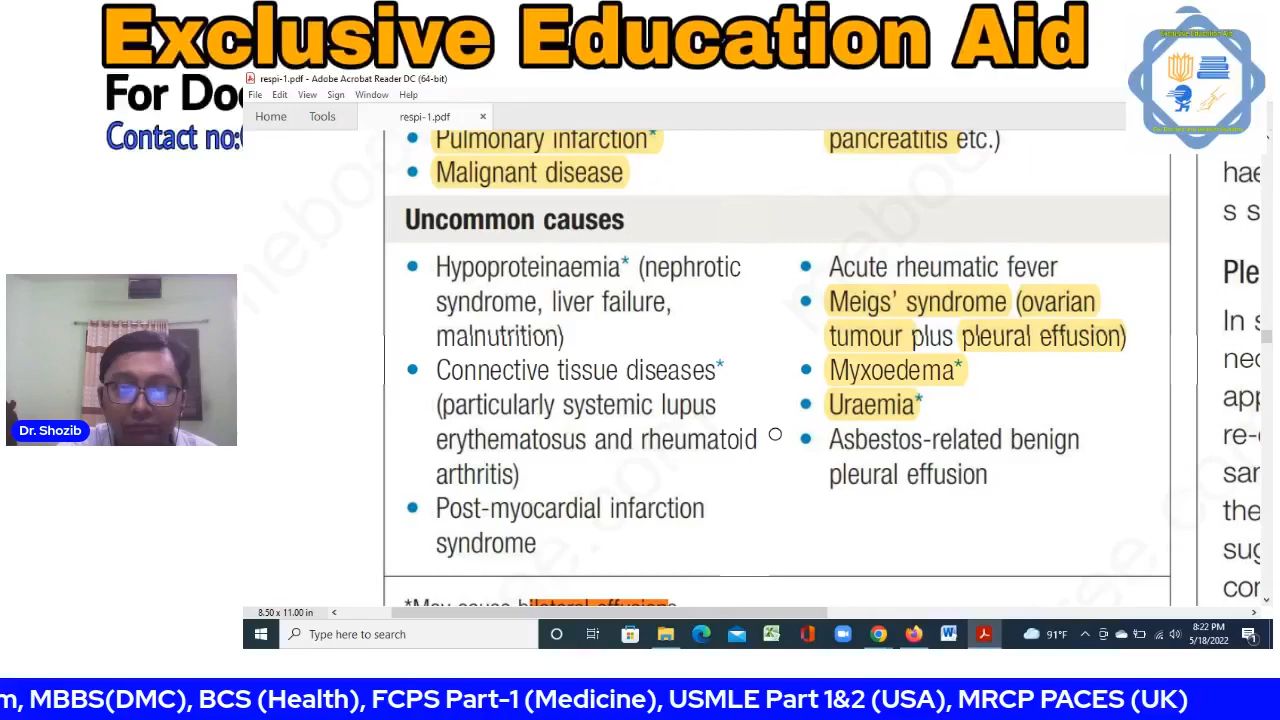 Exclusive Education Aid
For Do
Contact no:
respi-1.pdf - Adobe Acrobat Reader DC (64-bit)
File Edit View Sign Window Help
Home Tools respi-1.pdf ×
• Pulmonary infarction*
• Malignant disease
pancreatitis etc.)
Uncommon causes
• Hypoproteinaemia* (nephrotic
syndrome, liver failure,
malnutrition)
• Connective tissue diseases*
(particularly systemic lupus
erythematosus and rheumatoid
arthritis)
• Post-myocardial infarction
syndrome
• Acute rheumatic fever
• Meigs' syndrome (ovarian
tumour plus pleural effusion)
• Myxoedema*
• Uraemia*
• Asbestos-related benign
pleural effusion
*May cause bilateral effusions
hae
s s
Ple
In s
nec
app
re-
sar
the
sug
con
Dr. Shozib
8.50 x 11.00 in
Type here to search
91°F
8:22 PM
5/18/2022
m, MBBS(DMC), BCS (Health), FCPS Part-1 (Medicine), USMLE Part 1&2 (USA), MRCP PACES (UK)